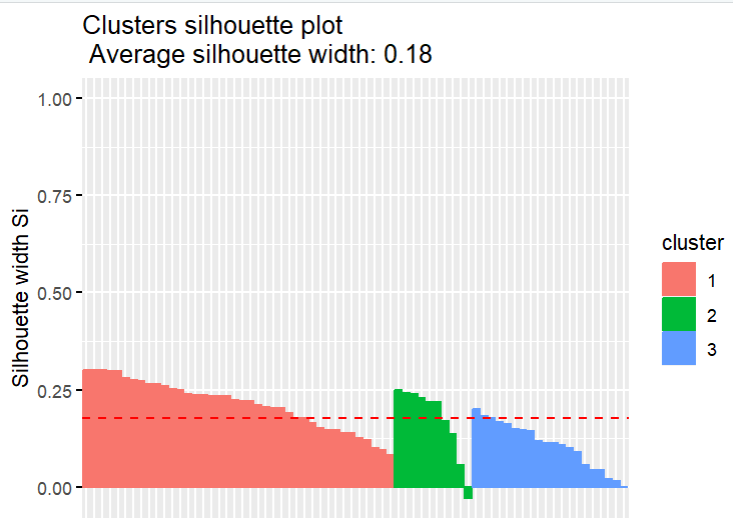 Clusters silhouette plot
Average silhouette width: 0.18
1.00
0.75
0.50
0.25
0.00
Silhouette width Si
cluster
1
2
3